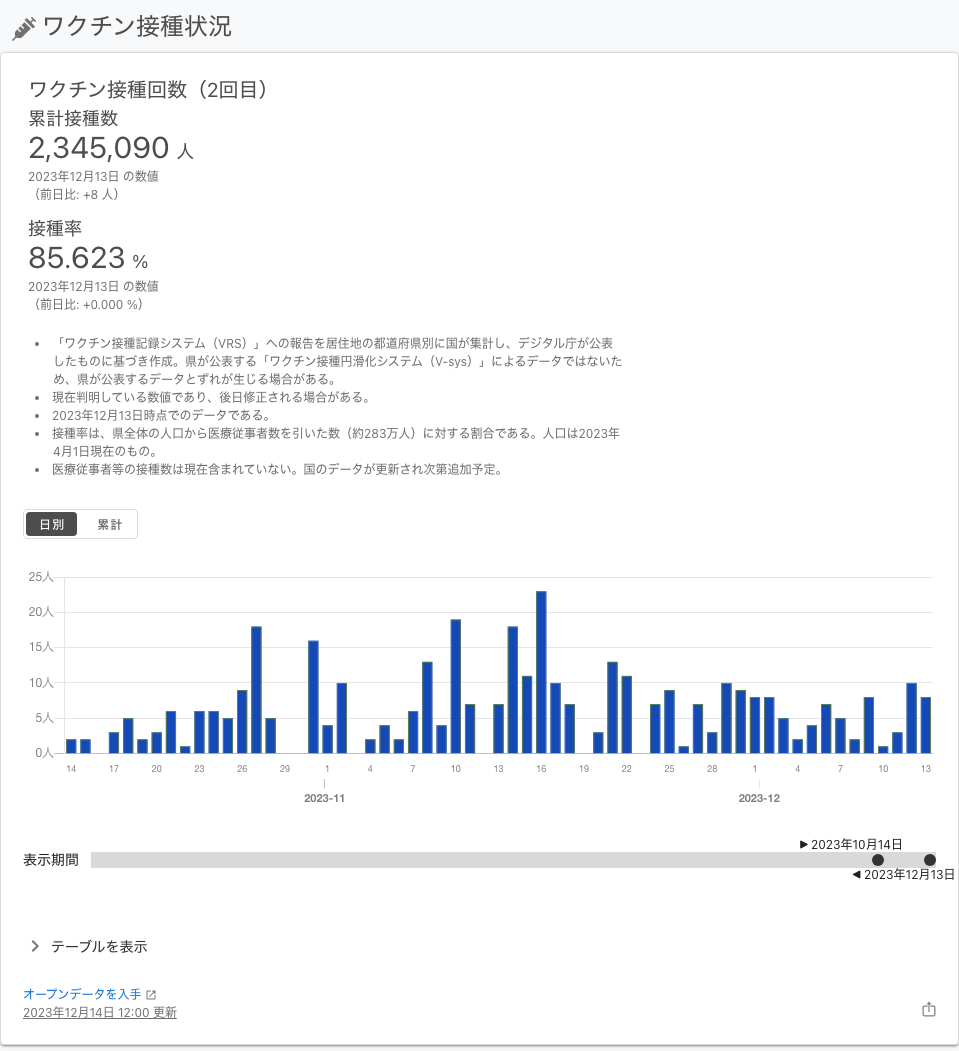 ワクチン接種状況
ワクチン接種回数（2回目）
累計接種数
2,345,090 人
2023年12月13日 の数値
（前日比: +8 人）
接種率
85.623 %
2023年12月13日 の数値
（前日比: +0.000 %）
「ワクチン接種記録システム（VRS）」への報告を居住地の都道府県別に国が集計し、デジタル庁が公表
したものに基づき作成。県が公表する「ワクチン接種円滑化システム（V-sys）」によるデータではないた
め、県が公表するデータとずれが生じる場合がある。
現在判明している数値であり、後日修正される場合がある。
2023年12月13日時点でのデータである。
接種率は、県全体の人口から医療従事者数を引いた数（約283万人）に対する割合である。人口は2023年
4月1日現在のもの。
医療従事者等の接種数は現在含まれていない。国のデータが更新され次第追加予定。
日別 累計
25人
20人
15人
10人
5人
0人
14 17 20 23 26 29 1 4 7 10 13 16 19 22 25 28 1 4 7 10 13
2023-11 2023-12
2023年10月14日
表示期間
2023年12月13日
テーブルを表示
オープンデータを入手
2023年12月14日 12:00 更新